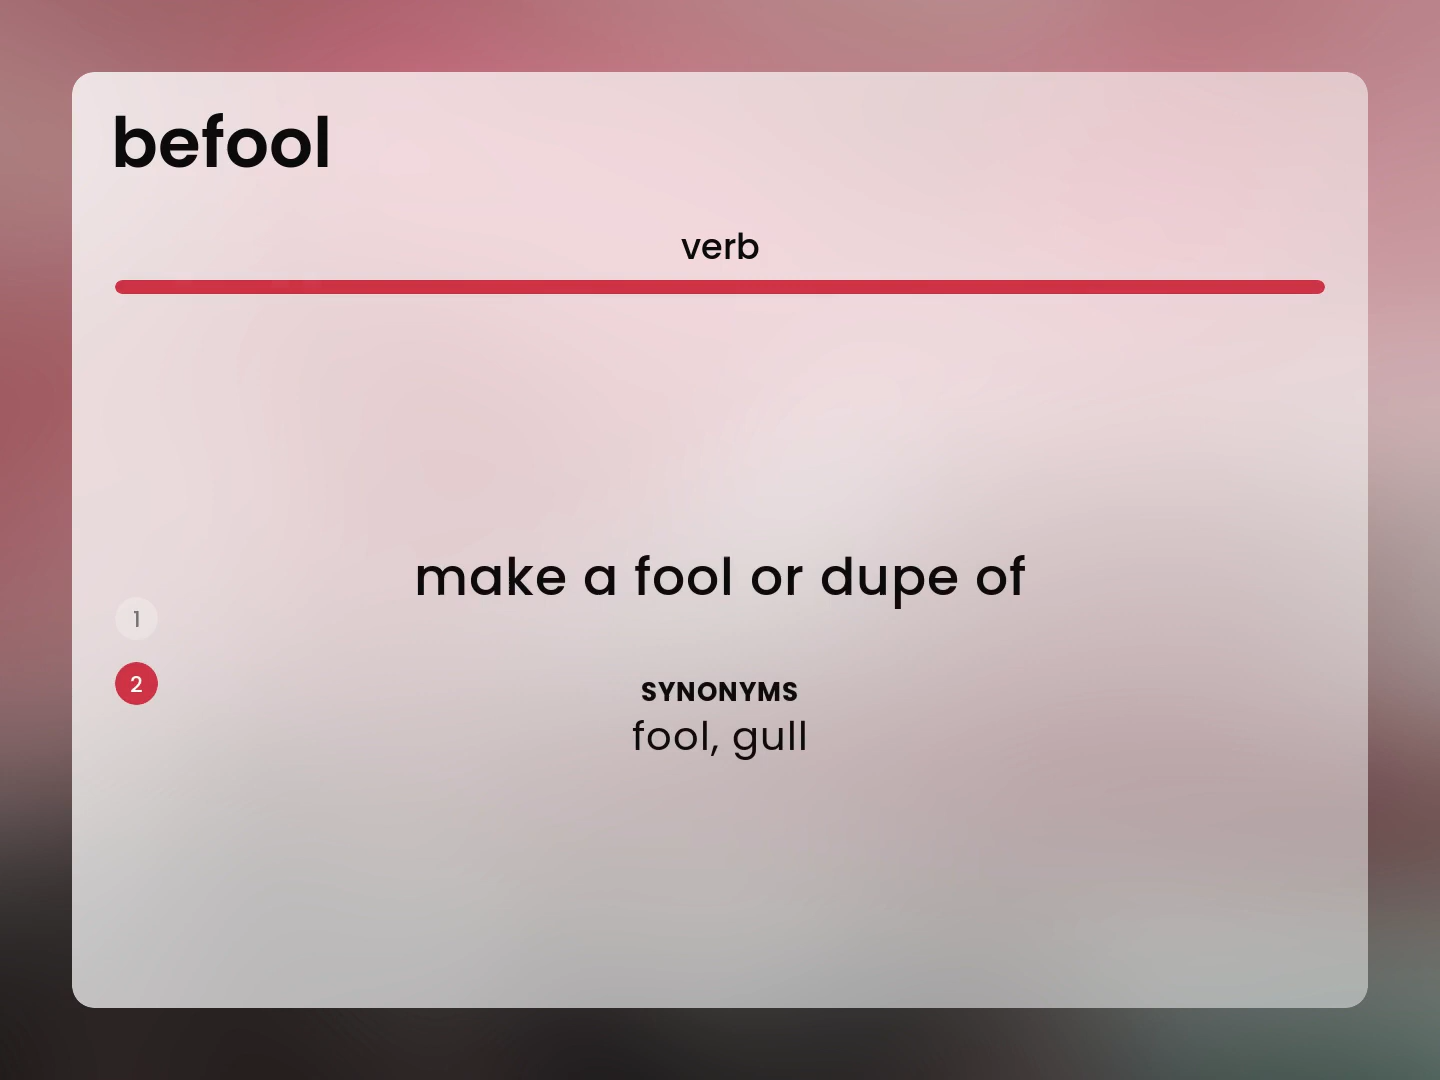 befool
verb
make a fool or dupe of
1
2
SYNONYMS
fool, gull